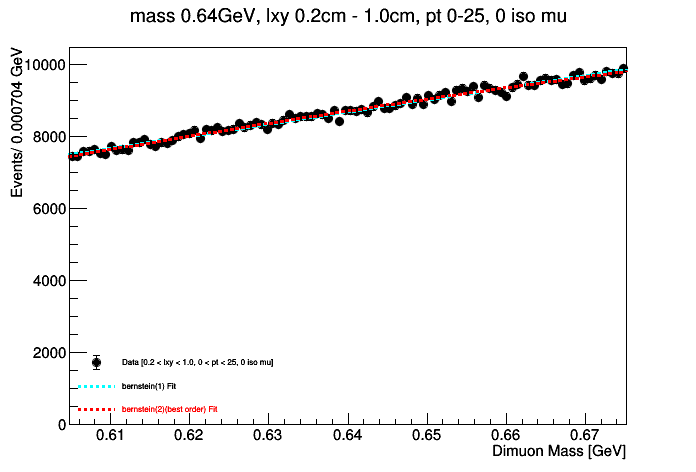 mass 0.64GeV, lxy 0.2cm - 1.0cm, pt 0-25, 0 iso mu
Events/ 0.000704 GeV
10000
8000
6000
4000
2000
0
Data [0.2 < lxy < 1.0, 0 < pt < 25, 0 iso mu]
bernstein(1) Fit
bernstein(2)(best order) Fit
0.61 0.62 0.63 0.64 0.65 0.66 0.67
Dimuon Mass [GeV]